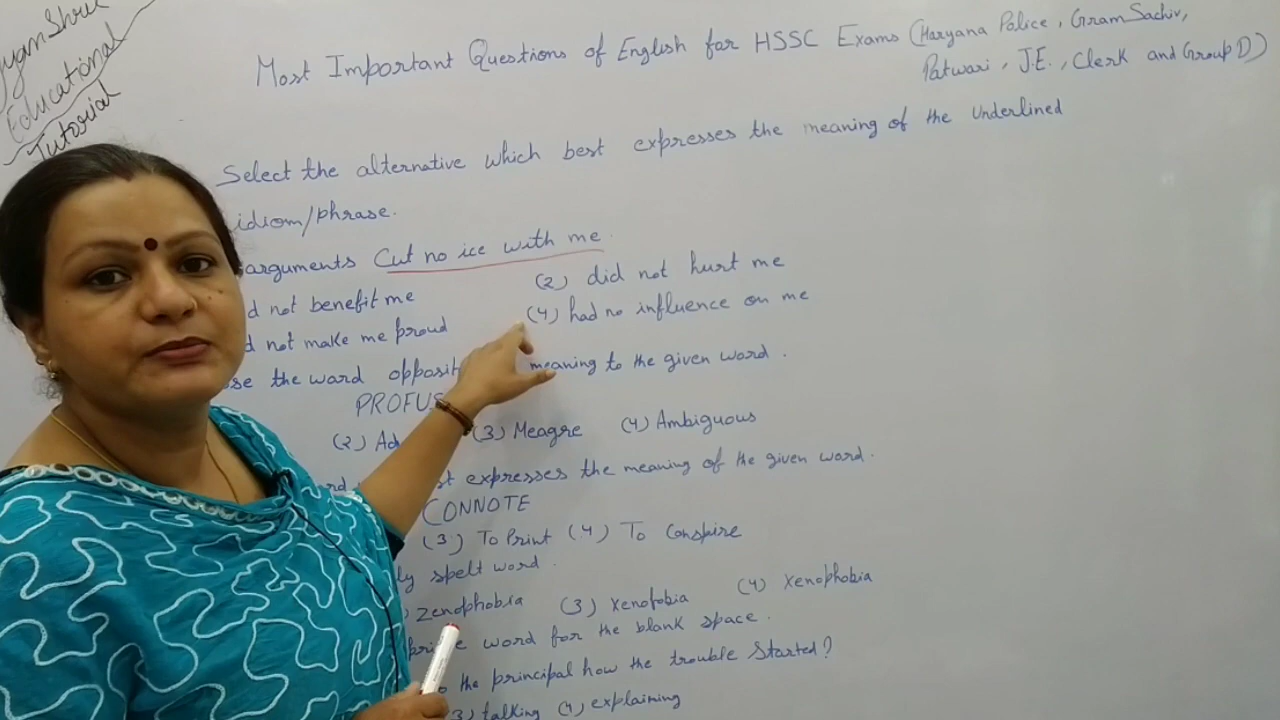 Gyan Shree
Educational
Tutorial
Most Important Questions of English for HSSC Exams (Haryana Police, Gram Sachiv,
Patwari, J.E., Clerk and Group D)
Select the alternative which best expresses the meaning of the underlined
idiom/phrase.
arguments Cut no ice with me.
d not benefit me (2) did not hurt me
d not make me proud (4) had no influence on me
se the word opposit meaning to the given word.
PROFUS
(2) Ad (3) Meagre (4) Ambiguous
rd st expresses the meaning of the given word.
CONNOTE
(3) To Print (4) To Conspire
ly spelt word.
) Zenophobia (3) Xenofobia (4) Xenophobia
word for the blank space.
the principal how the trouble started?
3) talking (4) explaining